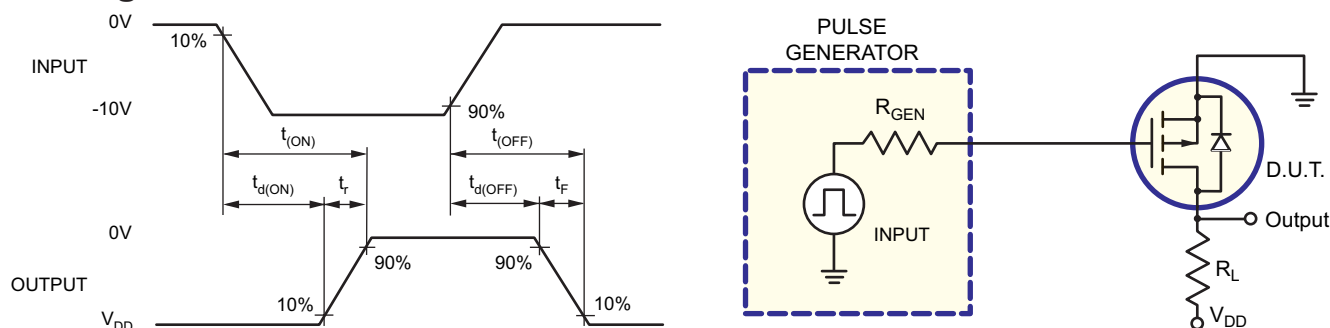 0V
10%
INPUT
-10V
90%
t(ON)
t(OFF)
td(ON)
tr
td(OFF)
tF
0V
90%
90%
OUTPUT
10%
10%
VDD
PULSE
GENERATOR
RGEN
INPUT
D.U.T.
Output
RL
VDD